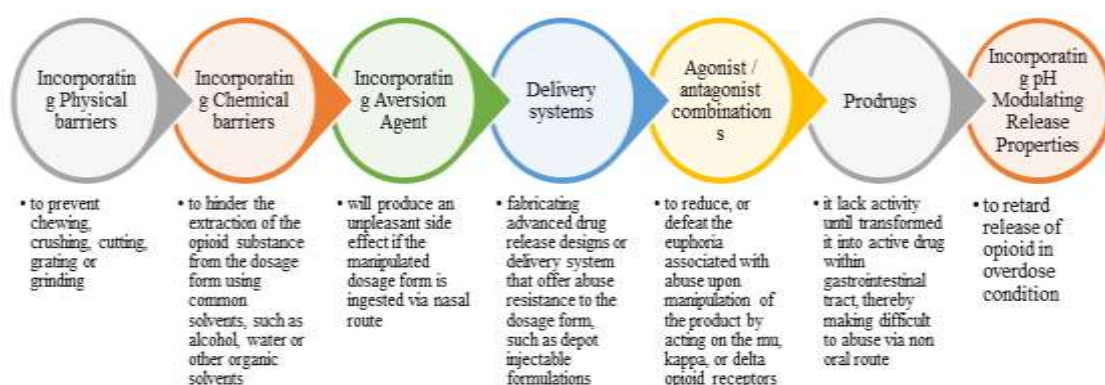 Incorporatin
g Physical
barriers
Incorporatin
g Chemical
barriers
Incorporatin
g Aversion
Agent
Delivery
systems
Agonist /
antagonist
combination
s
Prodrugs
Incorporatin
g pH
Modulating
Release
Properties
• to prevent
chewing,
crushing, cutting,
grating or
grinding
• to hinder the
extraction of the
opioid substance
from the dosage
form using
common
solvents, such as
alcohol, water or
other organic
solvents
• will produce an
unpleasant side
effect if the
manipulated
dosage form is
ingested via nasal
route
• fabricating
advanced drug
release designs or
delivery system
that offer abuse
resistance to the
dosage form,
such as depot
injectable
formulations
• to reduce, or
defeat the
euphoria
associated with
abuse upon
manipulation of
the product by
acting on the mu,
kappa, or delta
opioid receptors
• it lack activity
until transformed
it into active drug
within
gastrointestinal
tract, thereby
making difficult
to abuse via non
oral route
• to retard
release of
opioid in
overdose
condition